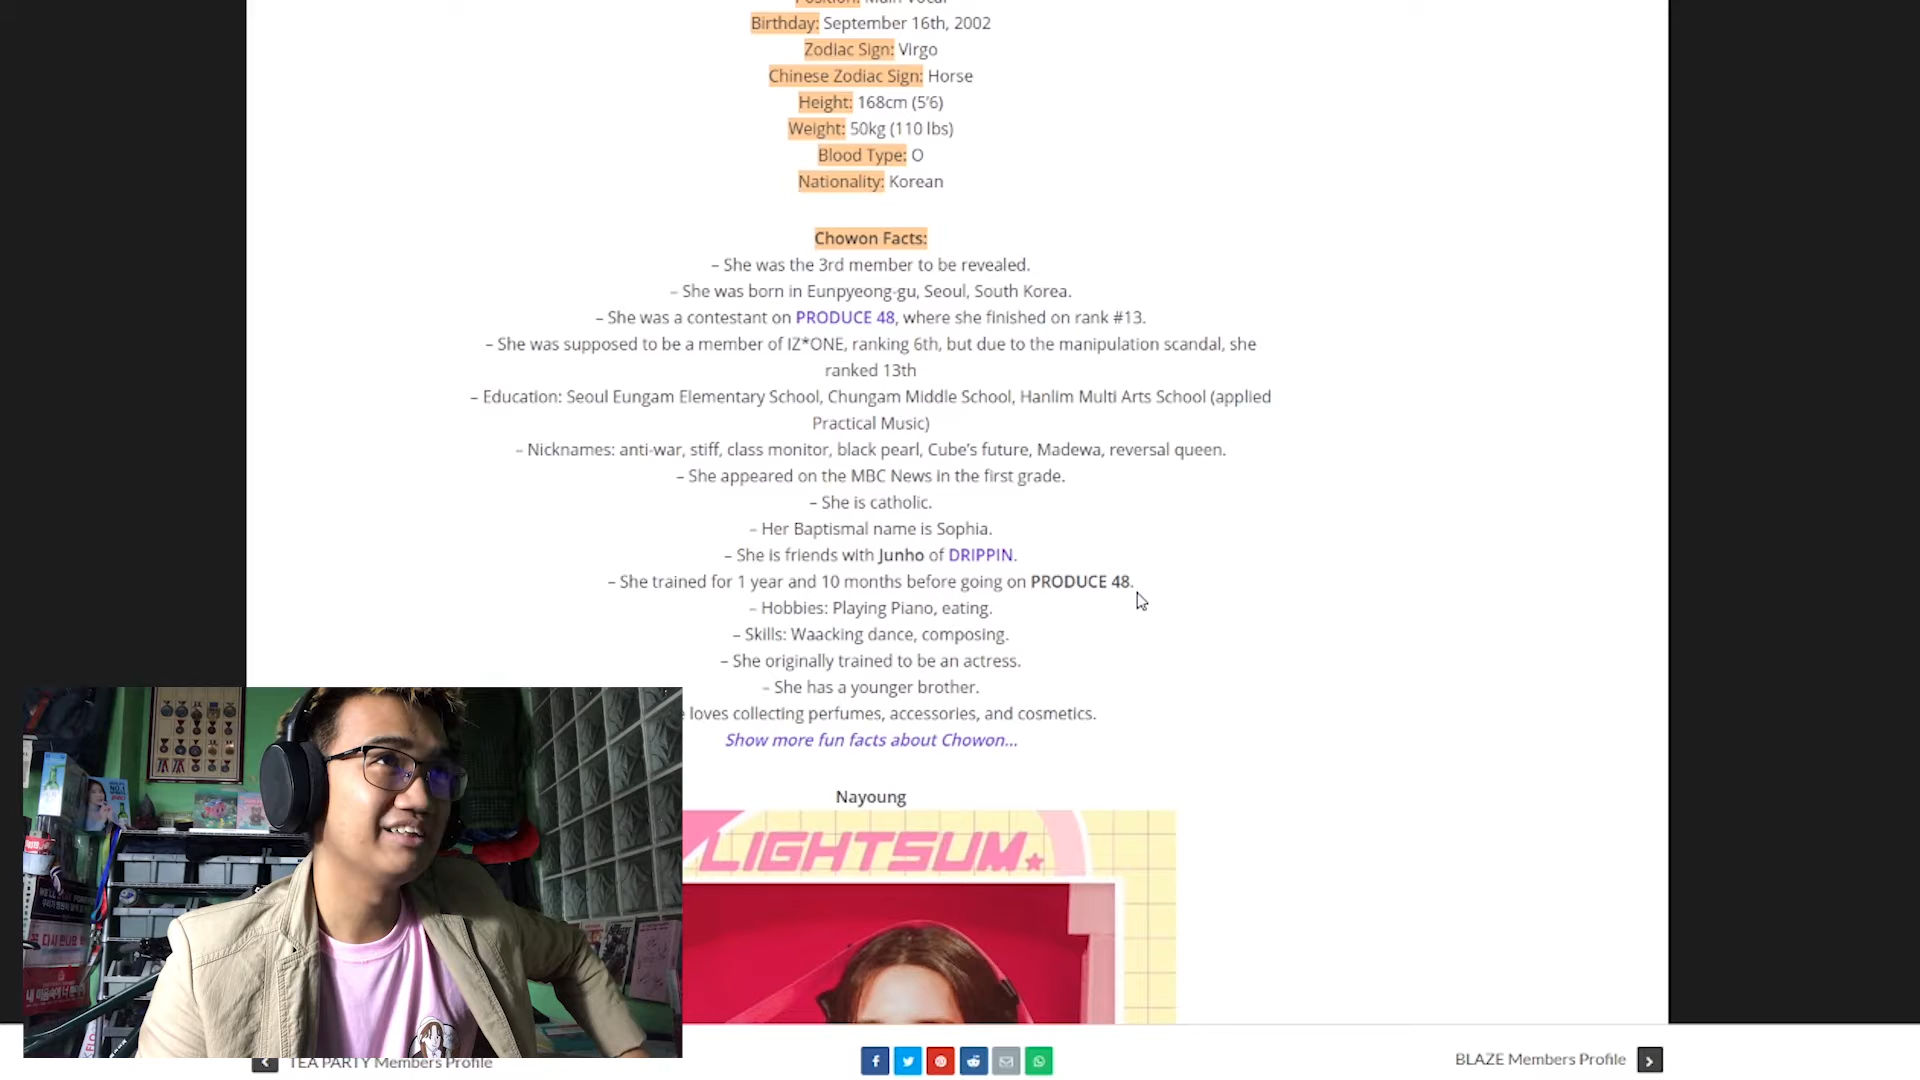 Position: Main Vocal
Birthday: September 16th, 2002
Zodiac Sign: Virgo
Chinese Zodiac Sign: Horse
Height: 168cm (5’6)
Weight: 50kg (110 lbs)
Blood Type: O
Nationality: Korean
Chowon Facts:
– She was the 3rd member to be revealed.
– She was born in Eunpyeong-gu, Seoul, South Korea.
– She was a contestant on PRODUCE 48, where she finished on rank #13.
– She was supposed to be a member of IZ*ONE, ranking 6th, but due to the manipulation scandal, she
ranked 13th
– Education: Seoul Eungam Elementary School, Chungam Middle School, Hanlim Multi Arts School (applied
Practical Music)
– Nicknames: anti-war, stiff, class monitor, black pearl, Cube’s future, Madewa, reversal queen.
– She appeared on the MBC News in the first grade.
– She is catholic.
– Her Baptismal name is Sophia.
– She is friends with Junho of DRIPPIN.
– She trained for 1 year and 10 months before going on PRODUCE 48.
– Hobbies: Playing Piano, eating.
– Skills: Waacking dance, composing.
– She originally trained to be an actress.
– She has a younger brother.
loves collecting perfumes, accessories, and cosmetics.
Show more fun facts about Chowon...
Nayoung
LIGHTSUM
TEA PARTY Members Profile
BLAZE Members Profile